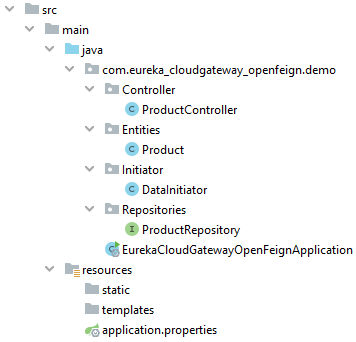 src
main
java
com.eureka_cloudgateway_openfeign.demo
Controller
C ProductController
Entities
C Product
Initiator
C DataInitiator
Repositories
I ProductRepository
C EurekaCloudGatewayOpenFeignApplication
resources
static
templates
application.properties